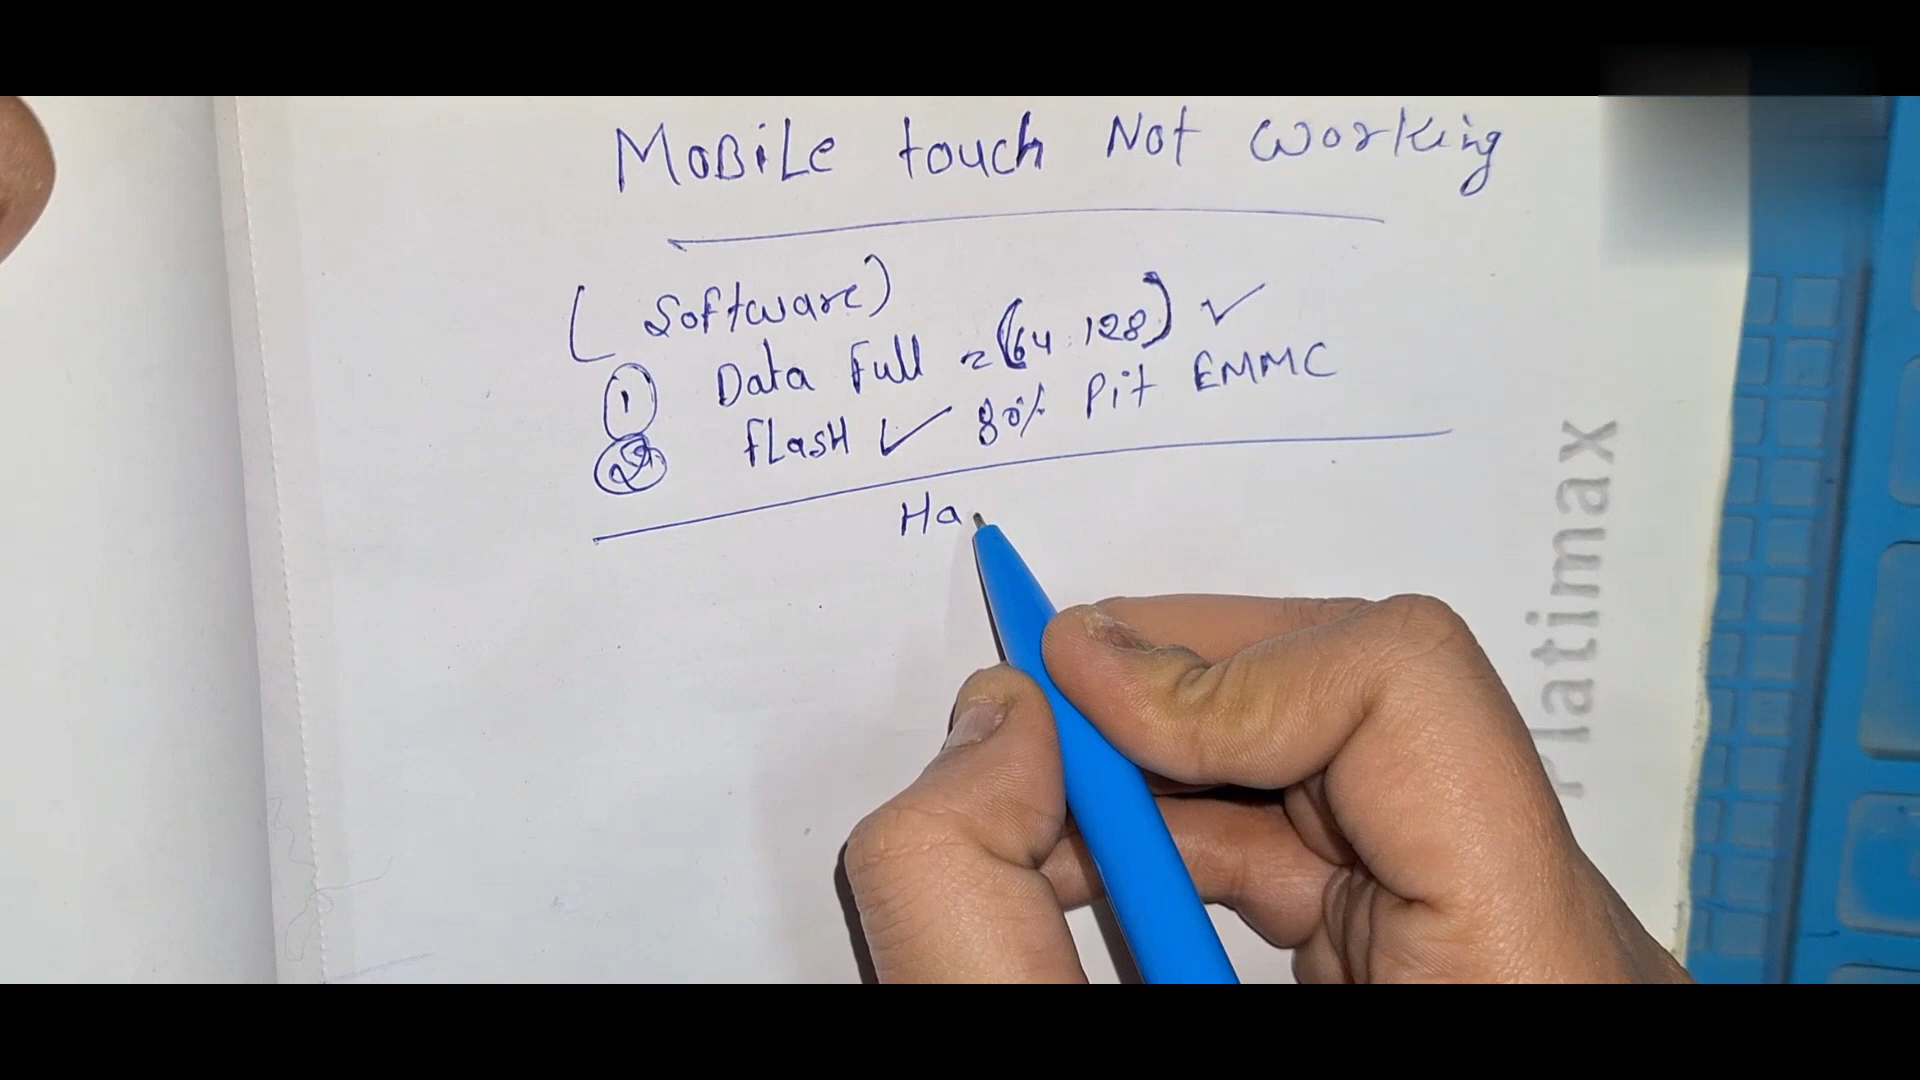 MOBiLe touch Not working
(Software)
1 Data Full = (64 128) ✓
2 FLasH ✓ 80% Pit EMMC
Ha
Platimax